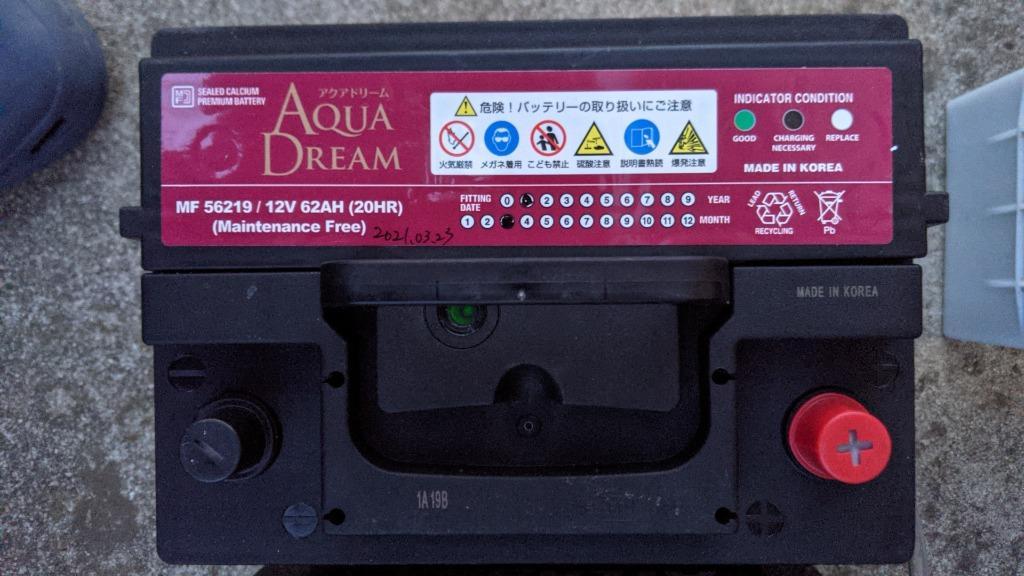 MF
SEALED CALCIUM
PREMIUM BATTERY
アクアドリーム
AQUA
DREAM
危険！バッテリーの取り扱いにご注意
火気厳禁 メガネ着用 こども禁止 硫酸注意 説明書熟読 爆発注意
INDICATOR CONDITION
GOOD CHARGING NECESSARY REPLACE
MADE IN KOREA
MF 56219 / 12V 62AH (20HR)
(Maintenance Free) 2021.03.23
FITTING DATE
0 2 3 4 5 6 7 8 9 YEAR
1 2 4 5 6 7 8 9 10 11 12 MONTH
LEAD RETURN
RECYCLING
Pb
MADE IN KOREA
1A19B